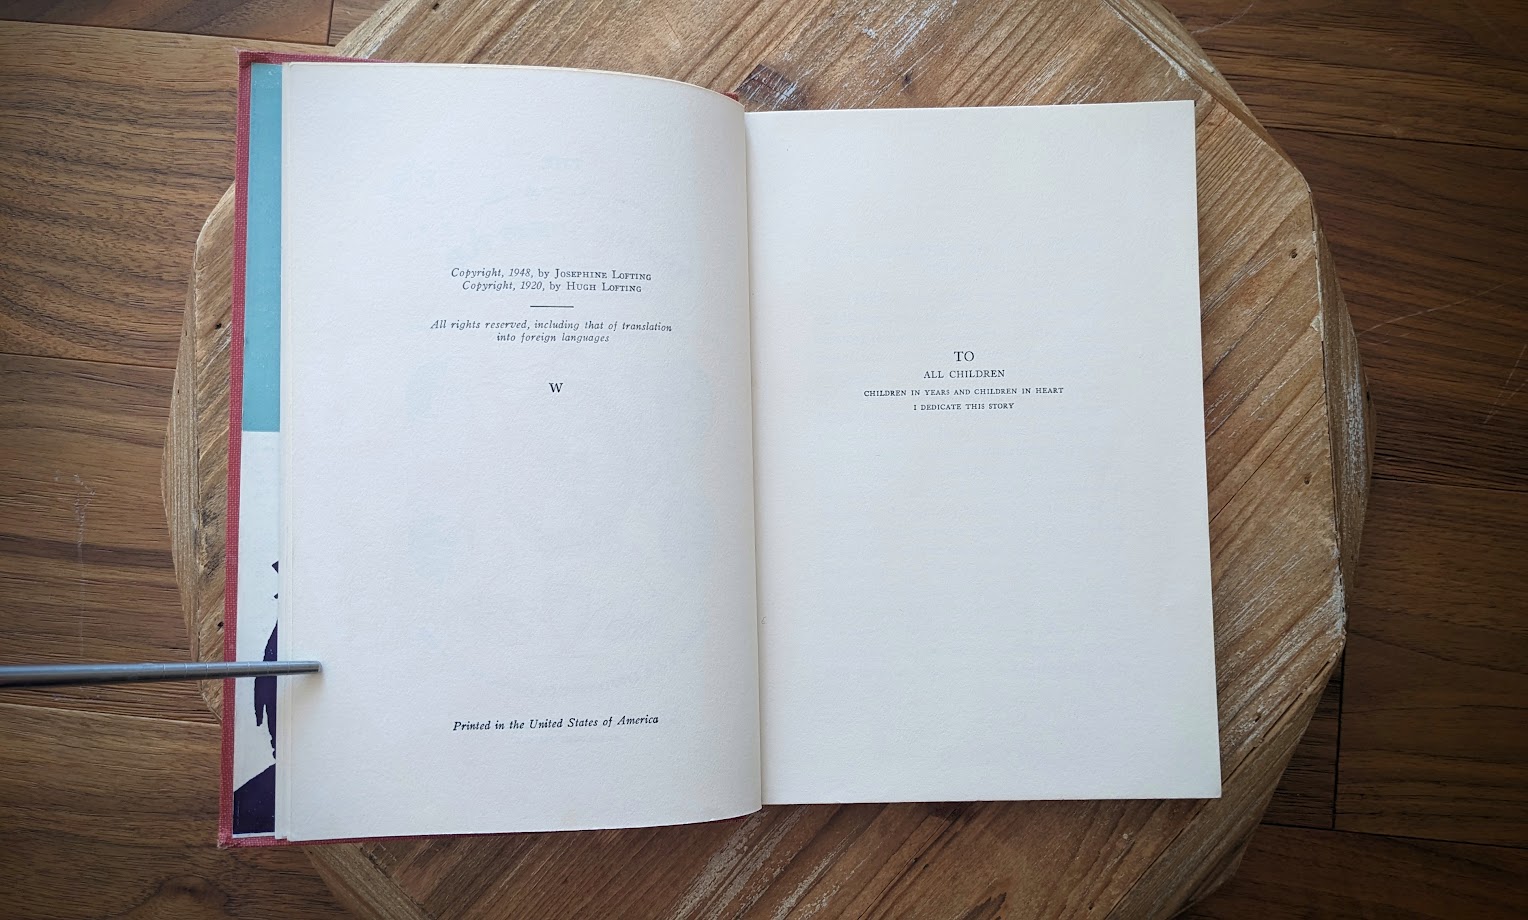 Copyright, 1948, by Josephine Lofting
Copyright, 1920, by Hugh Lofting
All rights reserved, including that of translation
into foreign languages
W
Printed in the United States of America
TO
ALL CHILDREN
CHILDREN IN YEARS AND CHILDREN IN HEART
I DEDICATE THIS STORY